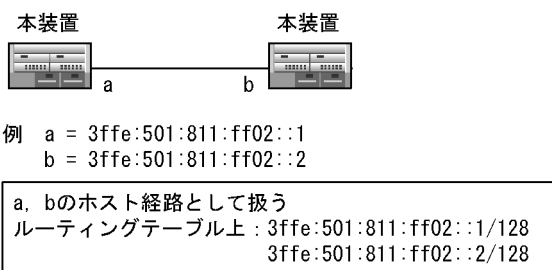 本装置 本装置
a b
例 a = 3ffe:501:811:ff02::1
b = 3ffe:501:811:ff02::2
a, bのホスト経路として扱う
ルーティングテーブル上:3ffe:501:811:ff02::1/128
3ffe:501:811:ff02::2/128